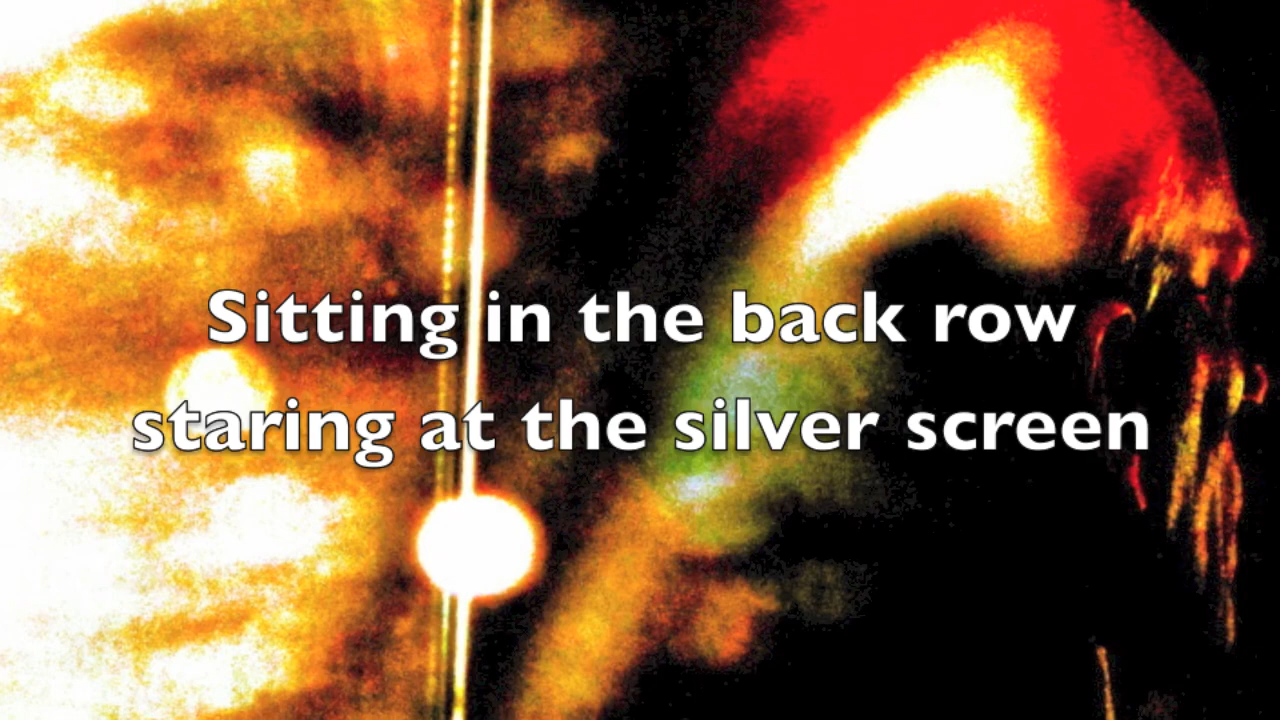 Sitting in the back row
staring at the silver screen